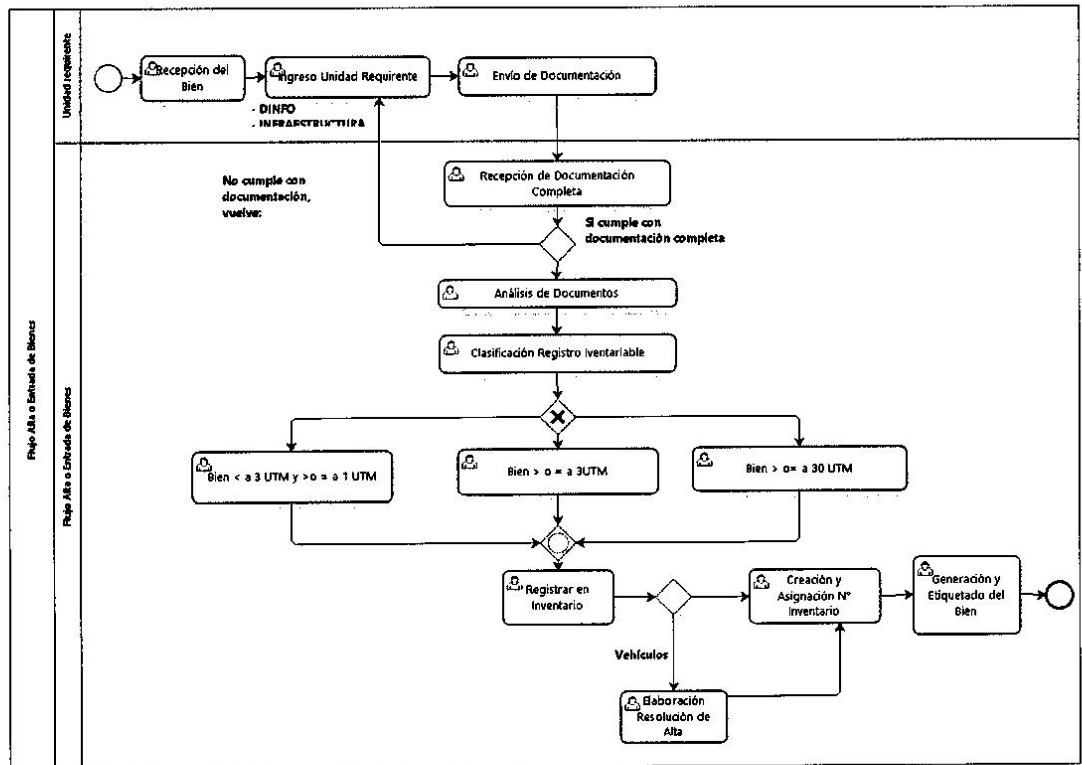 Flujo Alta o Entrada de Bienes
Unidad requirente
Recepción del
Bien
Ingreso Unidad Requirente
- DINFO
- INFRAESTRUCTURA
Envío de Documentación
Flujo Alta o Entrada de Bienes
Recepción de Documentación
Completa
No cumple con
documentación,
vuelve:
Si cumple con
documentación completa
Análisis de Documentos
Clasificación Registro Iventariable
Bien < a 3 UTM y >o = a 1 UTM
Bien > o = a 3UTM
Bien > o= a 30 UTM
Registrar en
Inventario
Creación y
Asignación N°
Inventario
Generación y
Etiquetado del
Bien
Vehículos
Elaboración
Resolución de
Alta